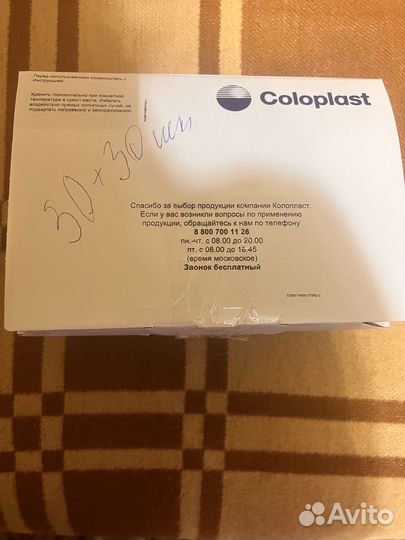 Перед использованием ознакомьтесь с
Инструкцией
Хранить горизонтально при комнатной
температуре в сухом месте. Избегать
воздействия прямых солнечных лучей, не
подвергать нагреванию и замораживанию.
Coloplast
30 + 30 шт
Спасибо за выбор продукции компании Колопласт.
Если у вас возникли вопросы по применению
продукции, обращайтесь к нам по телефону
8 800 700 11 26
пн.-чт. с 08.00 до 20.00
пт. с 08.00 до 16.45
(время московское)
Звонок бесплатный
Avito